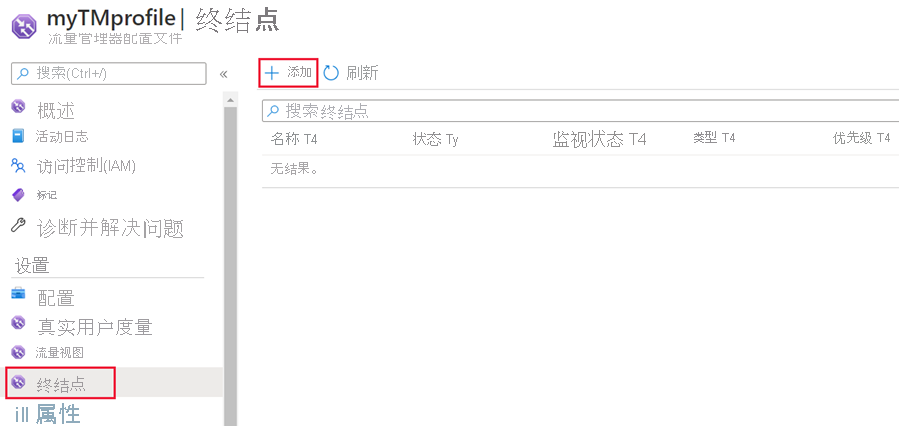 myTMprofile| 终结点
流量管理器配置文件
搜索(Ctrl+/)
«
概述
活动日志
访问控制(IAM)
标记
诊断并解决问题
设置
配置
真实用户度量
流量视图
终结点
ill 属性
添加 刷新
搜索终结点
名称 T4 状态 Ty 监视状态 T4 类型 T4 优先级 T4
无结果。